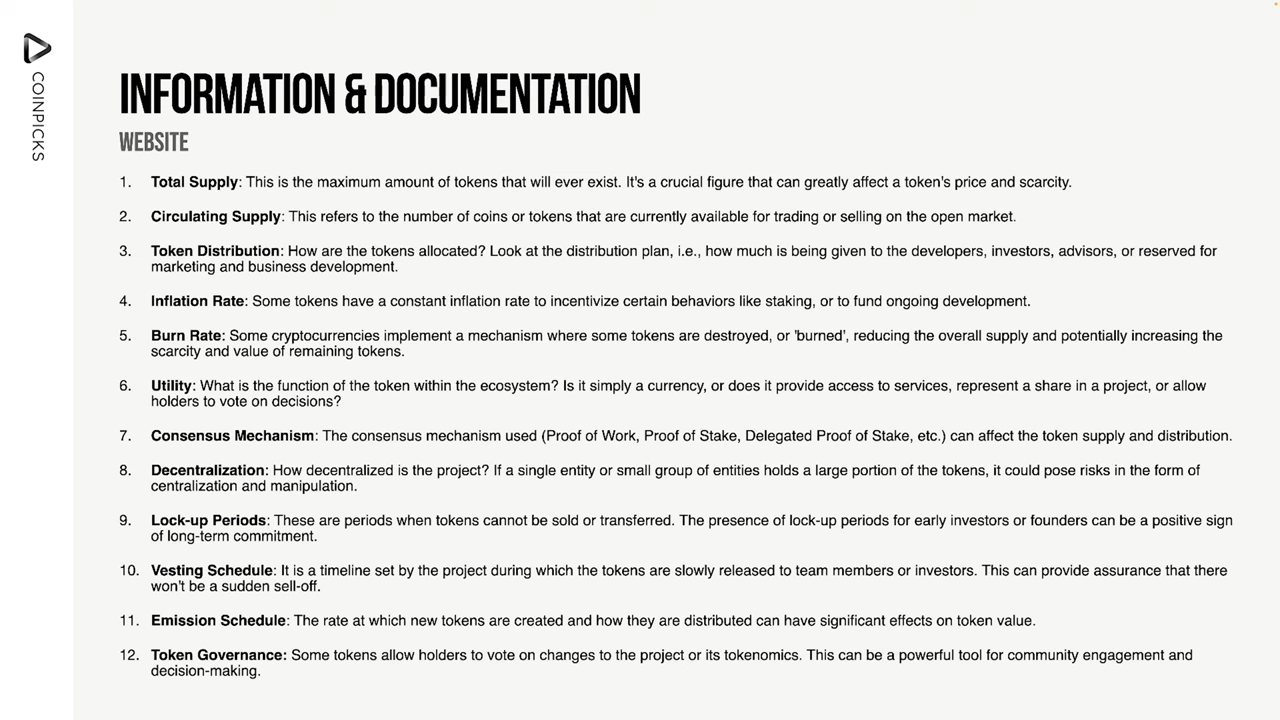 COINPICKS
INFORMATION & DOCUMENTATION
WEBSITE
1. Total Supply: This is the maximum amount of tokens that will ever exist. It's a crucial figure that can greatly affect a token's price and scarcity.
2. Circulating Supply: This refers to the number of coins or tokens that are currently available for trading or selling on the open market.
3. Token Distribution: How are the tokens allocated? Look at the distribution plan, i.e., how much is being given to the developers, investors, advisors, or reserved for
marketing and business development.
4. Inflation Rate: Some tokens have a constant inflation rate to incentivize certain behaviors like staking, or to fund ongoing development.
5. Burn Rate: Some cryptocurrencies implement a mechanism where some tokens are destroyed, or 'burned', reducing the overall supply and potentially increasing the
scarcity and value of remaining tokens.
6. Utility: What is the function of the token within the ecosystem? Is it simply a currency, or does it provide access to services, represent a share in a project, or allow
holders to vote on decisions?
7. Consensus Mechanism: The consensus mechanism used (Proof of Work, Proof of Stake, Delegated Proof of Stake, etc.) can affect the token supply and distribution.
8. Decentralization: How decentralized is the project? If a single entity or small group of entities holds a large portion of the tokens, it could pose risks in the form of
centralization and manipulation.
9. Lock-up Periods: These are periods when tokens cannot be sold or transferred. The presence of lock-up periods for early investors or founders can be a positive sign
of long-term commitment.
10. Vesting Schedule: It is a timeline set by the project during which the tokens are slowly released to team members or investors. This can provide assurance that there
won't be a sudden sell-off.
11. Emission Schedule: The rate at which new tokens are created and how they are distributed can have significant effects on token value.
12. Token Governance: Some tokens allow holders to vote on changes to the project or its tokenomics. This can be a powerful tool for community engagement and
decision-making.